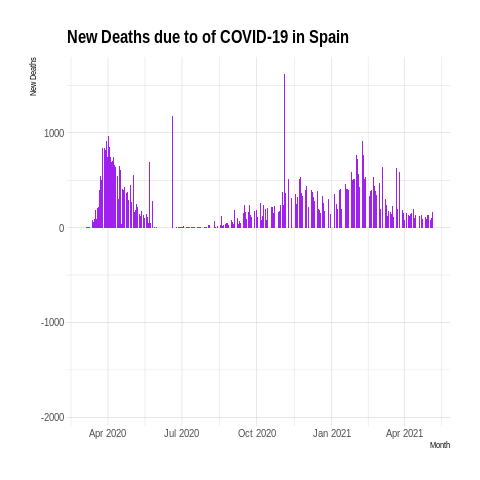 New Deaths due to of COVID-19 in Spain
New Deaths
1000
0
-1000
-2000
Apr 2020 Jul 2020 Oct 2020 Jan 2021 Apr 2021
Month